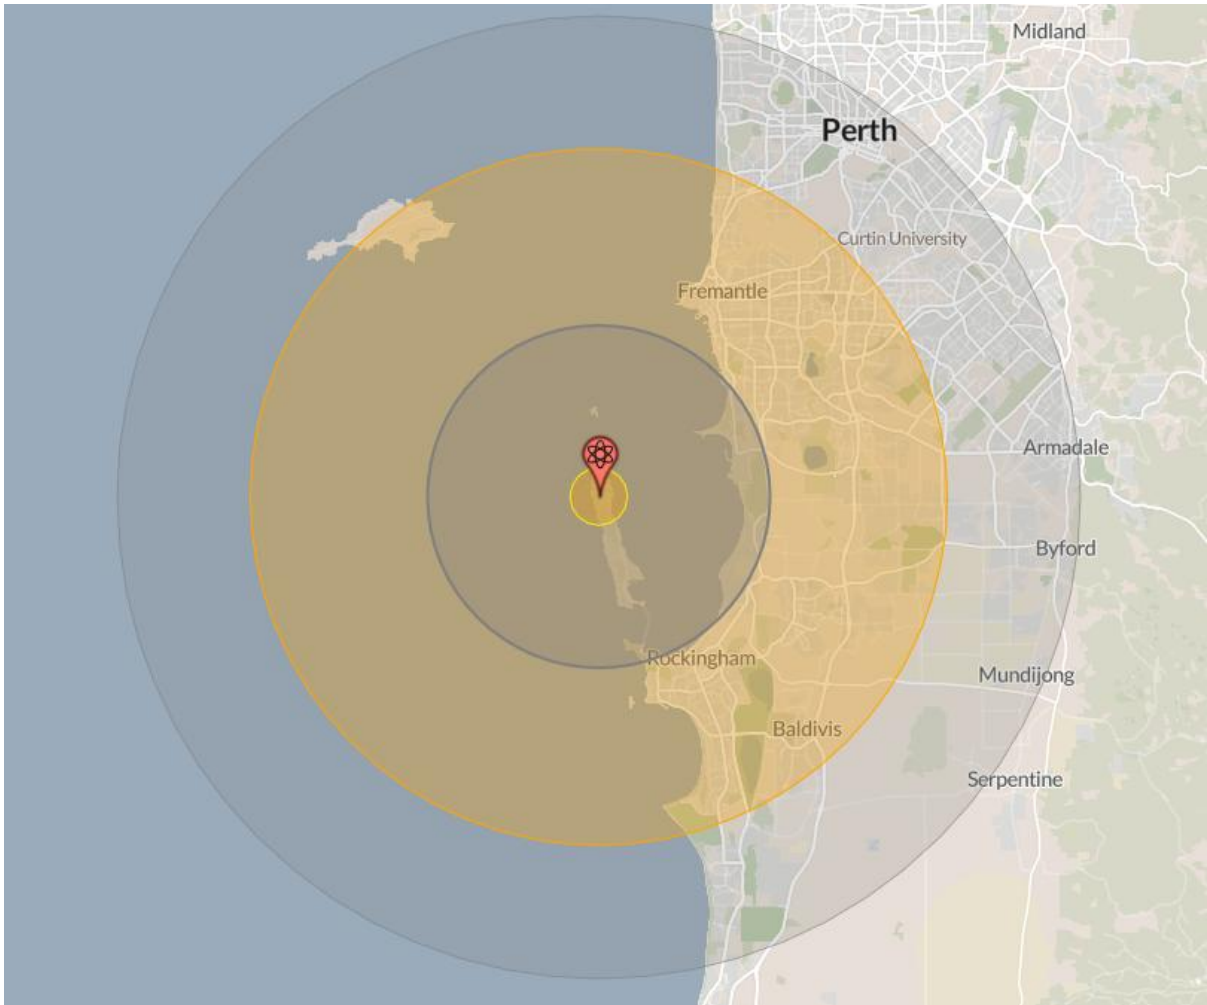 Midland
Perth
Curtin University
Fremantle
Armadale
Byford
Rockingham
Mundijong
Baldivis
Serpentine